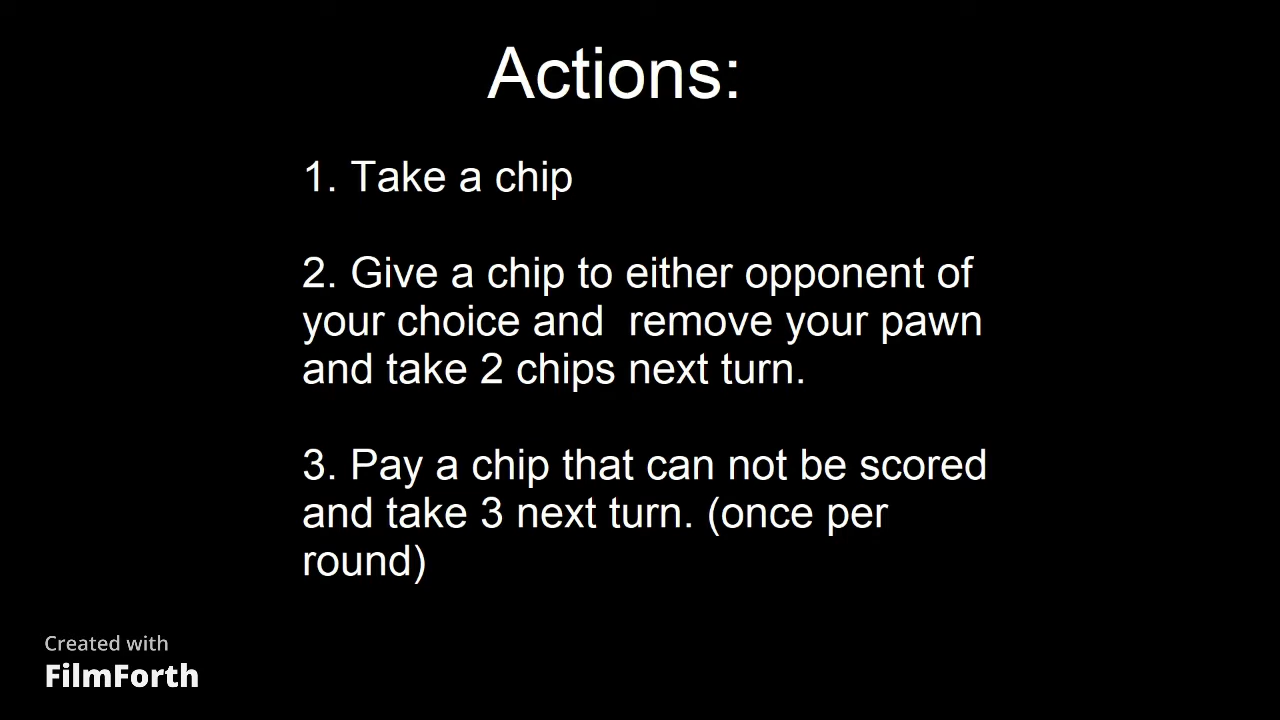 Actions:
1. Take a chip
2. Give a chip to either opponent of
your choice and  remove your pawn
and take 2 chips next turn.
3. Pay a chip that can not be scored
and take 3 next turn. (once per
round)
Created with
FilmForth